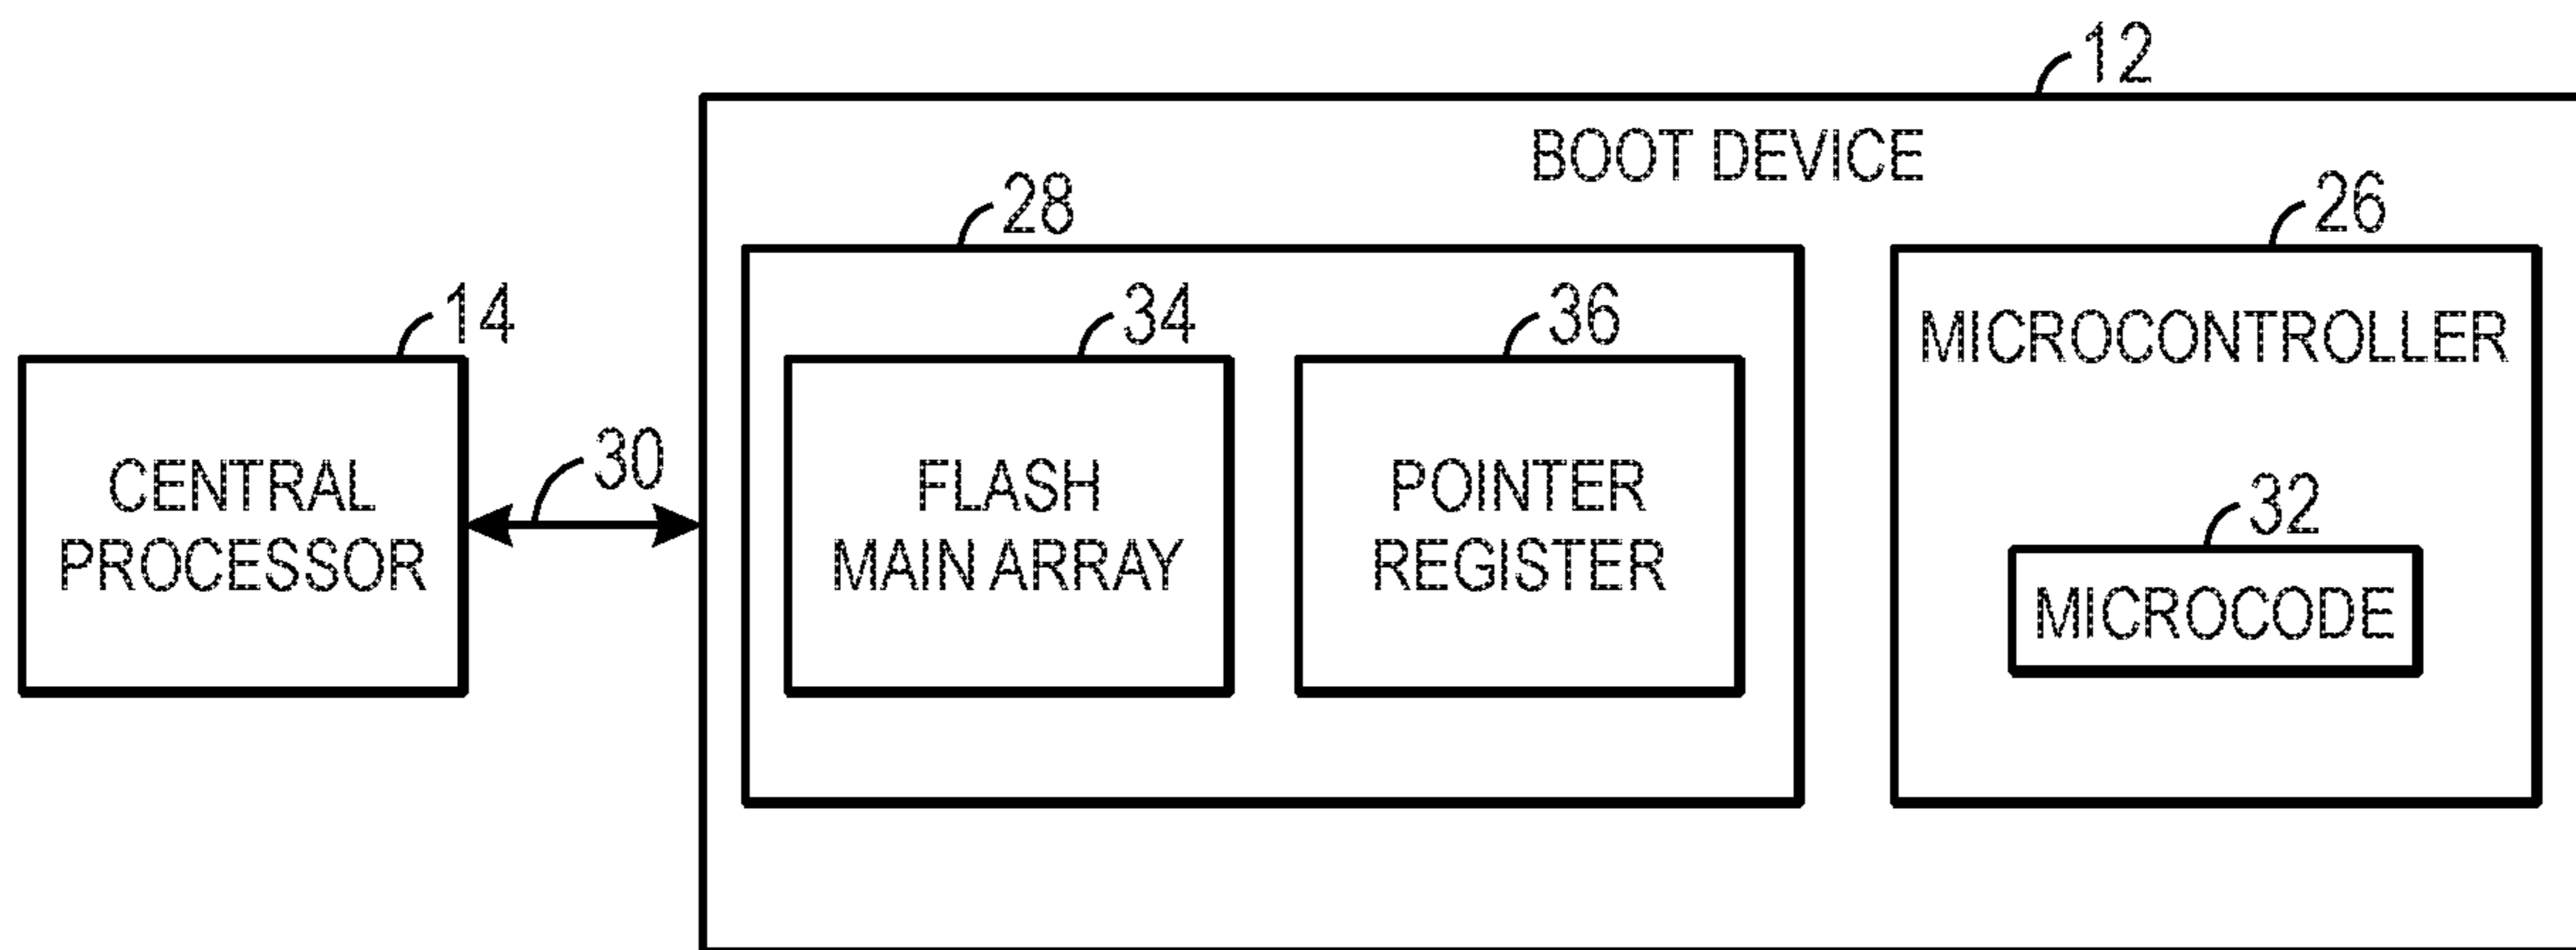 12
BOOT DEVICE
28
26
14
34
36
MICROCONTROLLER
30
CENTRAL
PROCESSOR
FLASH
MAIN ARRAY
POINTER
REGISTER
32
MICROCODE